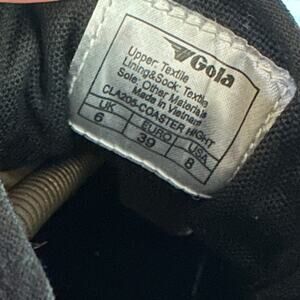 Gola
Upper: Textile
Lining&Sock: Textile
Sole: Other Materials
Made in Vietnam
CLA205-COASTER HIGHT
UK EURO USA
6 39 8